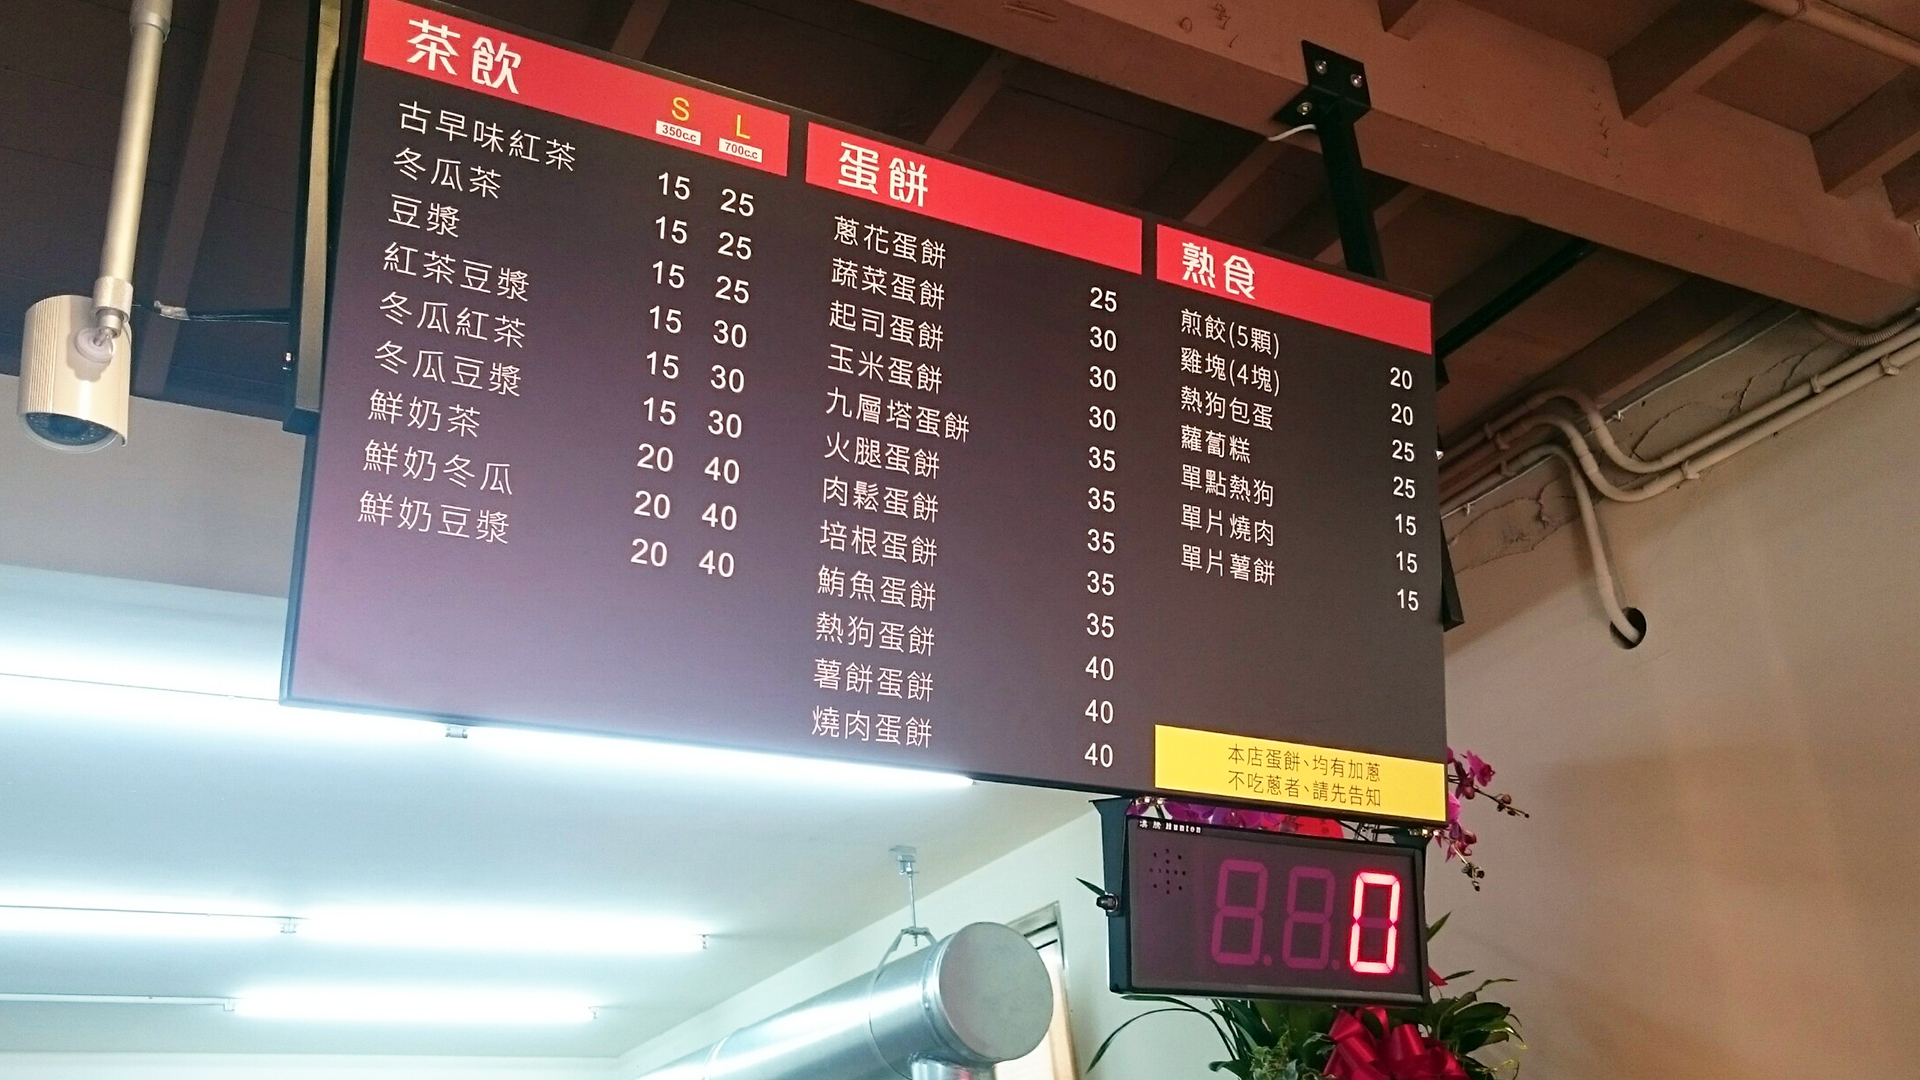 茶飲
S L
350c.c 700c.c
古早味紅茶 15 25
冬瓜茶 15 25
豆漿 15 25
紅茶豆漿 15 30
冬瓜紅茶 15 30
冬瓜豆漿 15 30
鮮奶茶 20 40
鮮奶冬瓜 20 40
鮮奶豆漿 20 40
蛋餅
蔥花蛋餅 25
蔬菜蛋餅 30
起司蛋餅 30
玉米蛋餅 30
九層塔蛋餅 35
火腿蛋餅 35
肉鬆蛋餅 35
培根蛋餅 35
鮪魚蛋餅 35
熱狗蛋餅 40
薯餅蛋餅 40
燒肉蛋餅 40
熟食
煎餃(5顆) 20
雞塊(4塊) 20
熱狗包蛋 25
蘿蔔糕 25
單點熱狗 15
單片燒肉 15
單片薯餅 15
本店蛋餅、均有加蔥
不吃蔥者、請先告知
Hunton
0